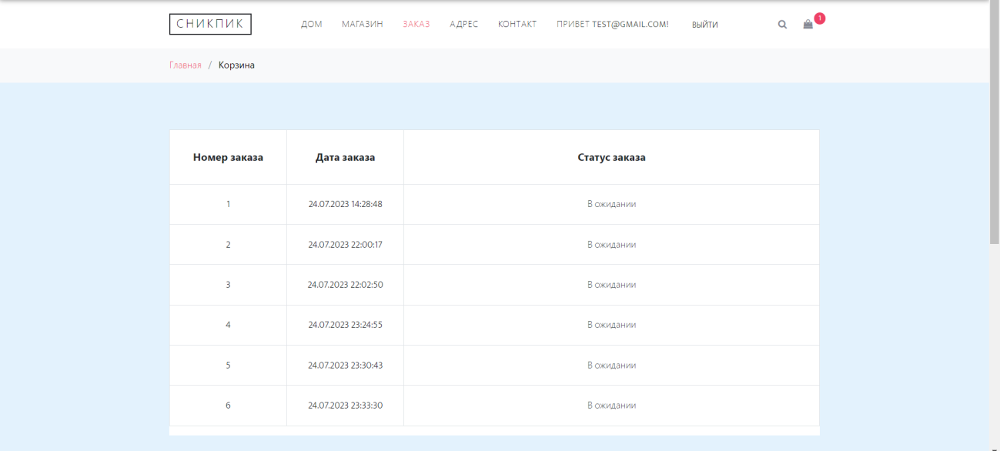 СНИКПИК ДОМ МАГАЗИН ЗАКАЗ АДРЕС КОНТАКТ ПРИВЕТ TEST@GMAIL.COM! ВЫЙТИ 1
Главная / Корзина
Номер заказа Дата заказа Статус заказа
1 24.07.2023 14:28:48 В ожидании
2 24.07.2023 22:00:17 В ожидании
3 24.07.2023 22:02:50 В ожидании
4 24.07.2023 23:24:55 В ожидании
5 24.07.2023 23:30:43 В ожидании
6 24.07.2023 23:33:30 В ожидании